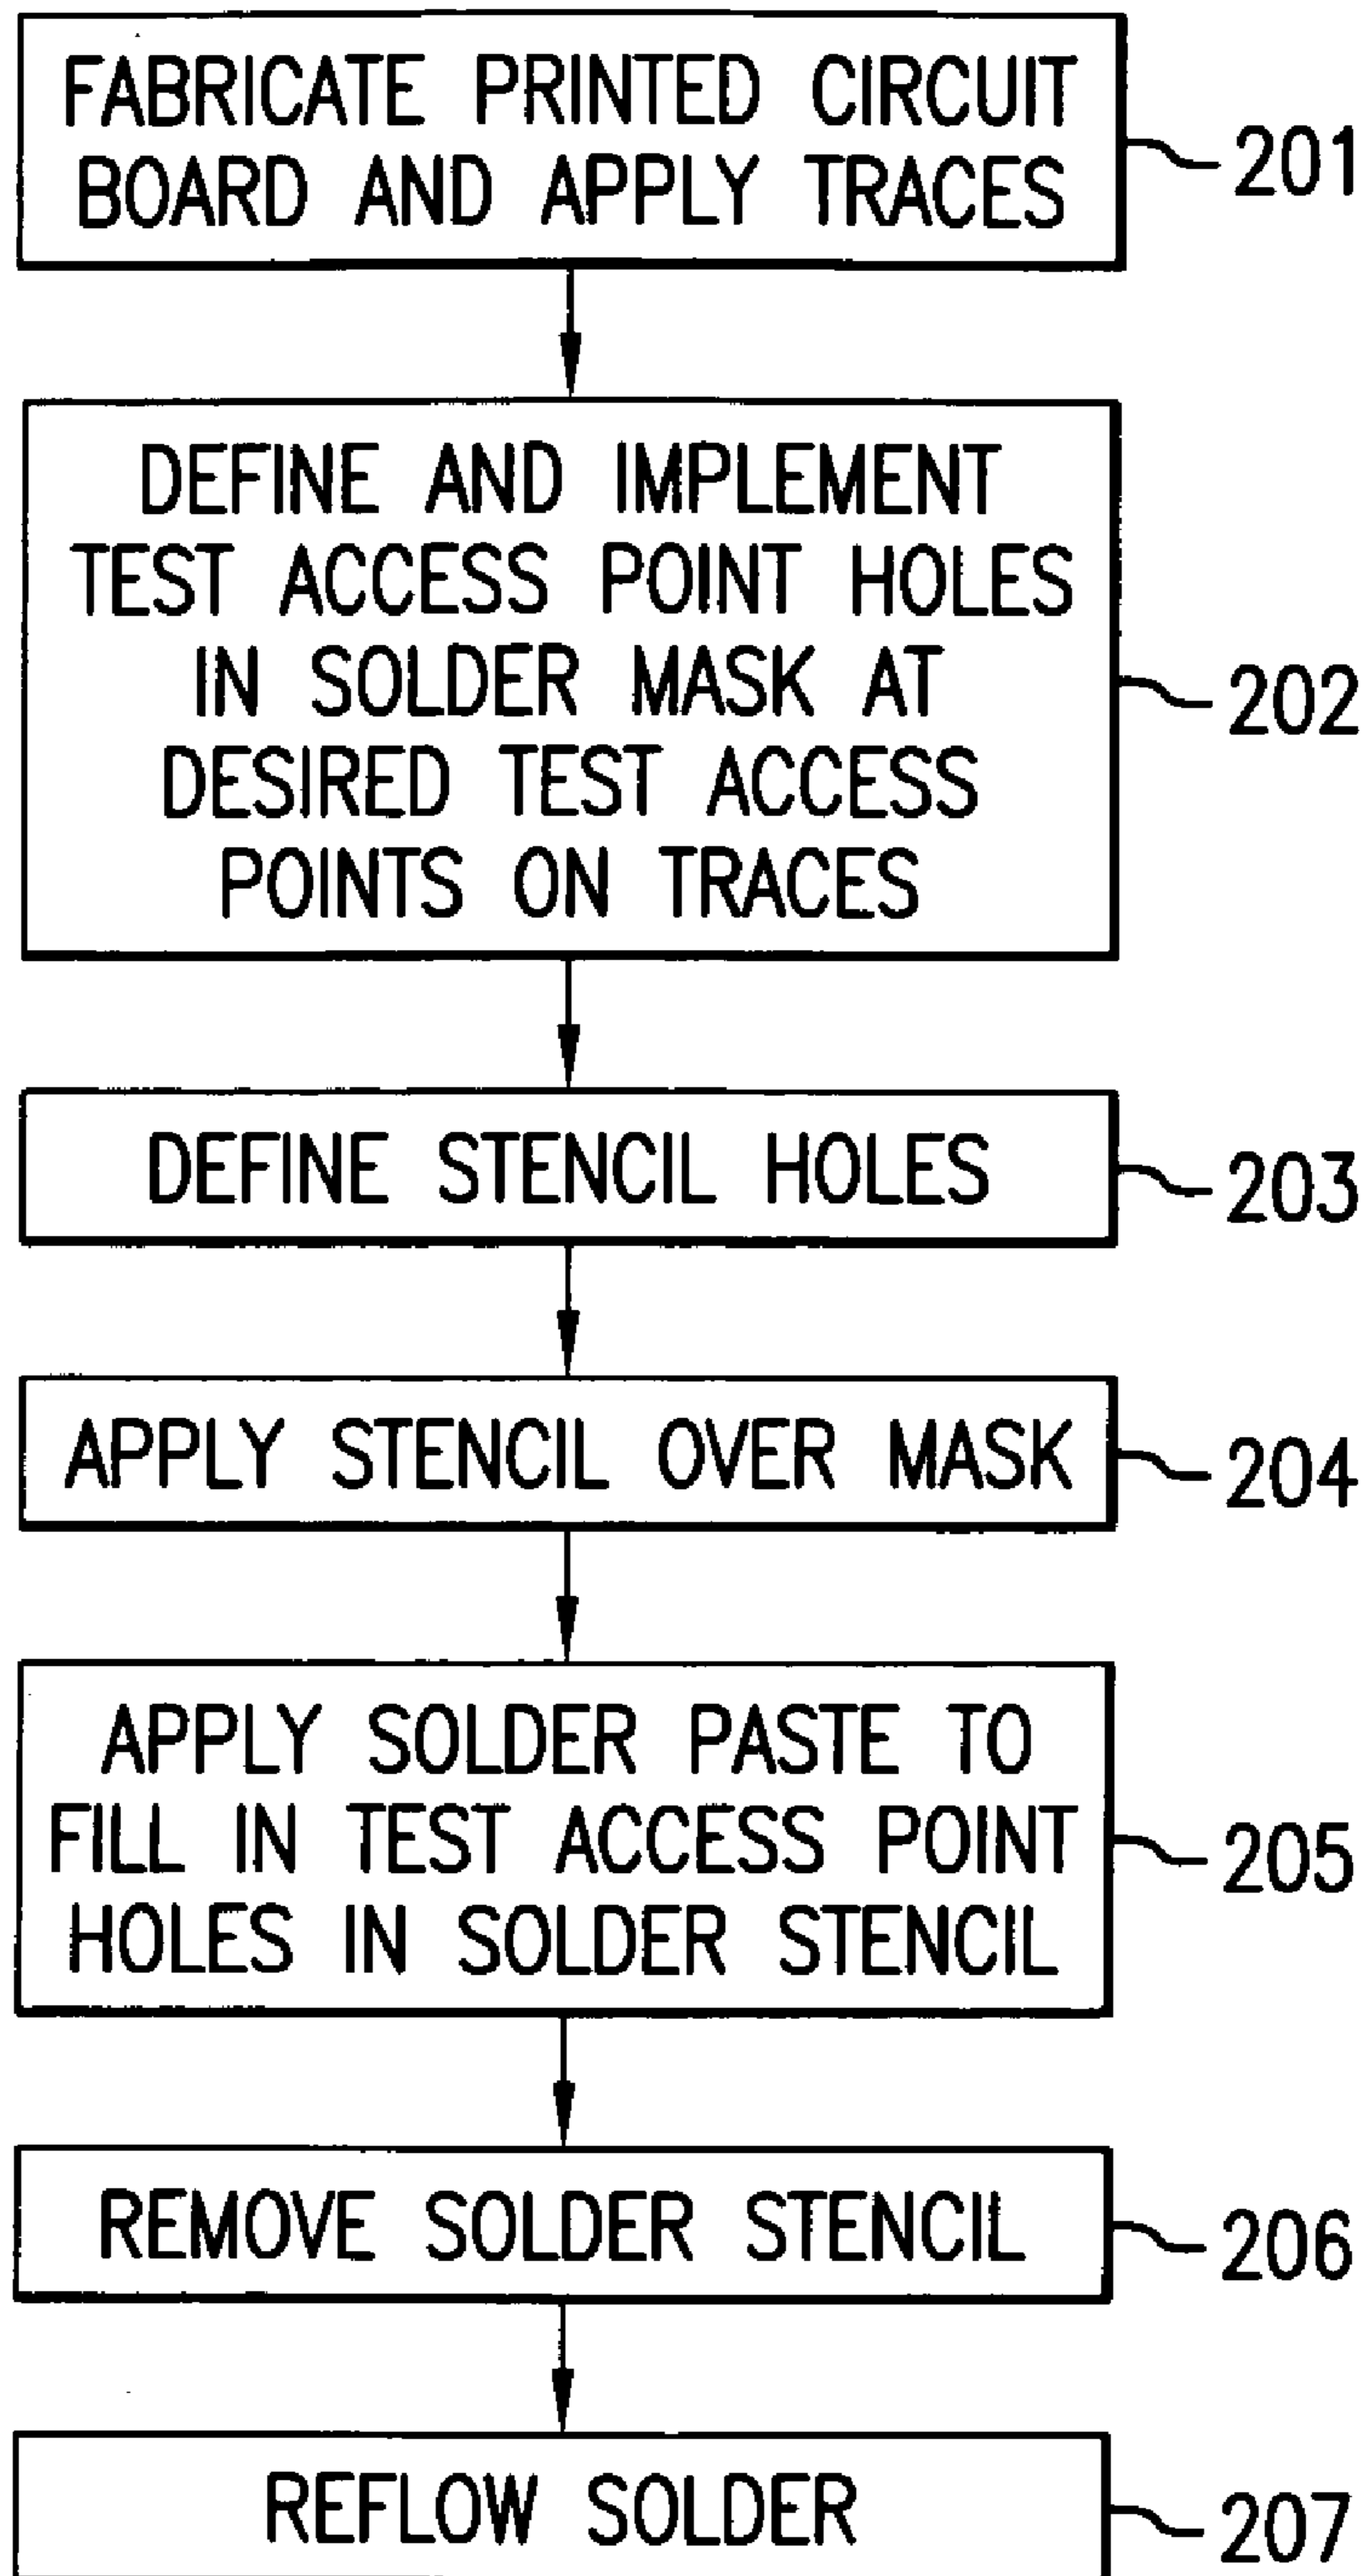 FABRICATE PRINTED CIRCUIT
BOARD AND APPLY TRACES
201
DEFINE AND IMPLEMENT
TEST ACCESS POINT HOLES
IN SOLDER MASK AT
DESIRED TEST ACCESS
POINTS ON TRACES
202
DEFINE STENCIL HOLES
203
APPLY STENCIL OVER MASK
204
APPLY SOLDER PASTE TO
FILL IN TEST ACCESS POINT
HOLES IN SOLDER STENCIL
205
REMOVE SOLDER STENCIL
206
REFLOW SOLDER
207